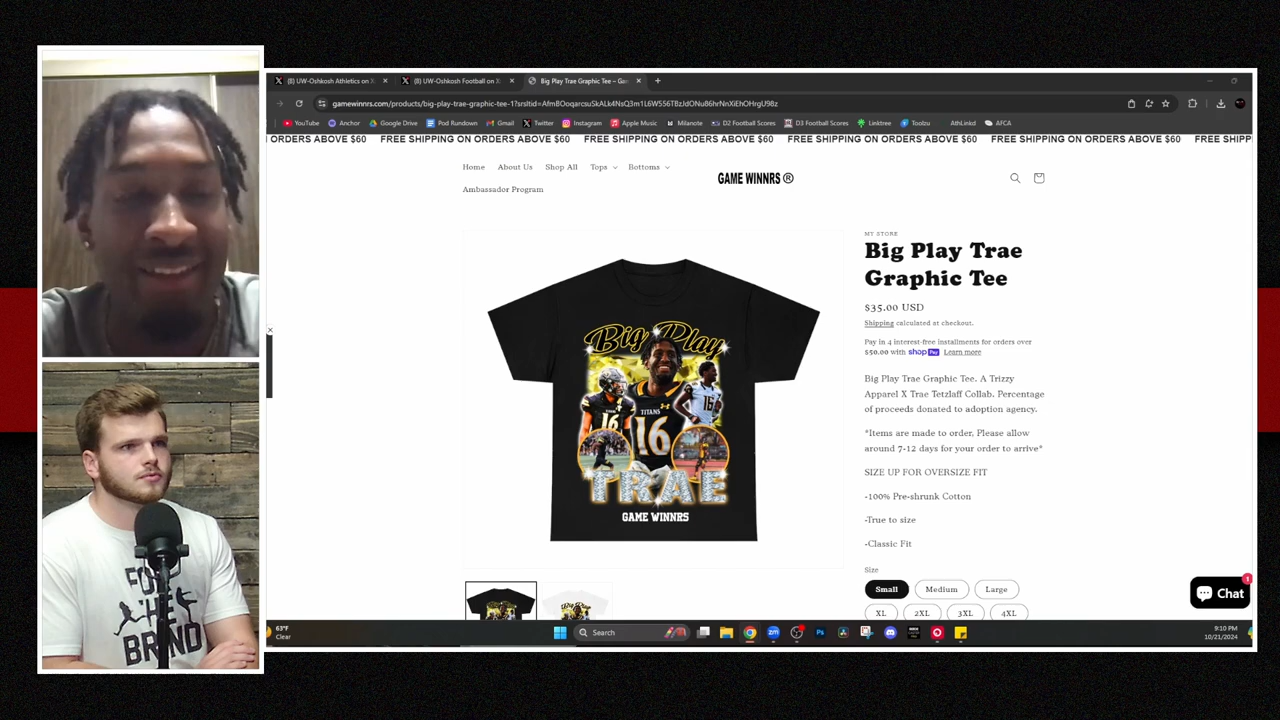 (8) UW-Oshkosh Athletics on X
(8) UW-Oshkosh Football on X
Big Play Trae Graphic Tee – Ga
YouTube
Anchor
Google Drive
Pod Rundown
Gmail
Twitter
Instagram
Apple Music
Milanote
D2 Football Scores
D3 Football Scores
Linktree
Toolzu
AthLinkd
AFCA
ORDERS ABOVE $60 FREE SHIPPING ON ORDERS ABOVE $60 FREE SHIPPING ON ORDERS ABOVE $60 FREE SHIPPING ON ORDERS ABOVE $60 FREE SHIPPING ON ORDERS ABOVE $60 FREE SHIPP
Home About Us Shop All Tops Bottoms
Ambassador Program
GAME WINNRS ®
MY STORE
Big Play Trae
Graphic Tee
$35.00 USD
Shipping calculated at checkout.
Pay in 4 interest-free installments for orders over
$50.00 with shop Pay Learn more
Big Play Trae Graphic Tee. A Trizzy
Apparel X Trae Tetzlaff Collab. Percentage
of proceeds donated to adoption agency.
*Items are made to order, Please allow
around 7-12 days for your order to arrive*
SIZE UP FOR OVERSIZE FIT
-100% Pre-shrunk Cotton
-True to size
-Classic Fit
Size
Small Medium Large
XL 2XL 3XL 4XL
Chat
1
Big Play
16
TITANS
16
16
TRAE
GAME WINNRS
THE
BRAND
63°F
Clear
Search
9:10 PM
10/21/2024